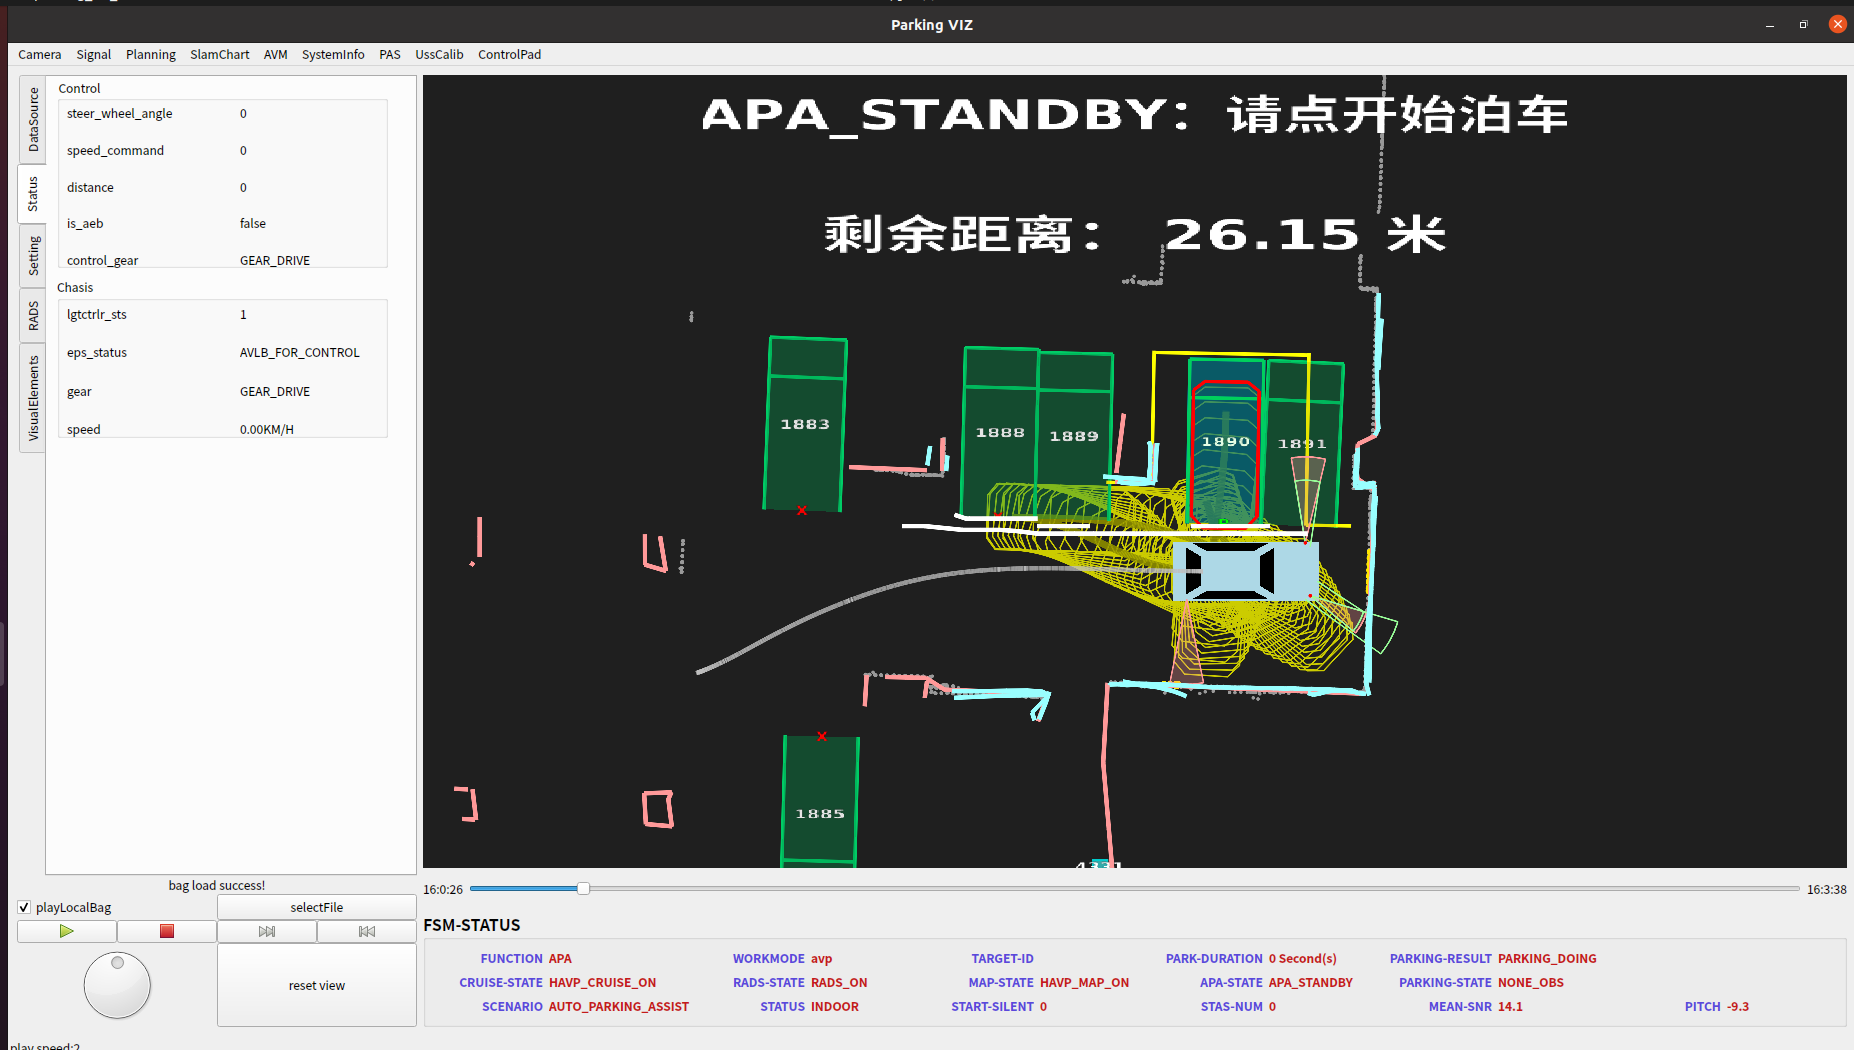 Parking VIZ
Camera Signal Planning SlamChart AVM SystemInfo PAS UssCalib ControlPad
DataSource
Status
Setting
RADS
VisualElements
Control
steer_wheel_angle 0
speed_command 0
distance 0
is_aeb false
control_gear GEAR_DRIVE
Chasis
lgtctrlr_sts 1
eps_status AVLB_FOR_CONTROL
gear GEAR_DRIVE
speed 0.00KM/H
APA_STANDBY：请点开始泊车
剩余距离： 26.15 米
1883
1888
1889
1890
1891
1885
bag load success!
playLocalBag
selectFile
reset view
play speed:2
16:0:26
16:3:38
FSM-STATUS
FUNCTION APA WORKMODE avp TARGET-ID PARK-DURATION 0 Second(s) PARKING-RESULT PARKING_DOING
CRUISE-STATE HAVP_CRUISE_ON RADS-STATE RADS_ON MAP-STATE HAVP_MAP_ON APA-STATE APA_STANDBY PARKING-STATE NONE_OBS
SCENARIO AUTO_PARKING_ASSIST STATUS INDOOR START-SILENT 0 STAS-NUM 0 MEAN-SNR 14.1 PITCH -9.3